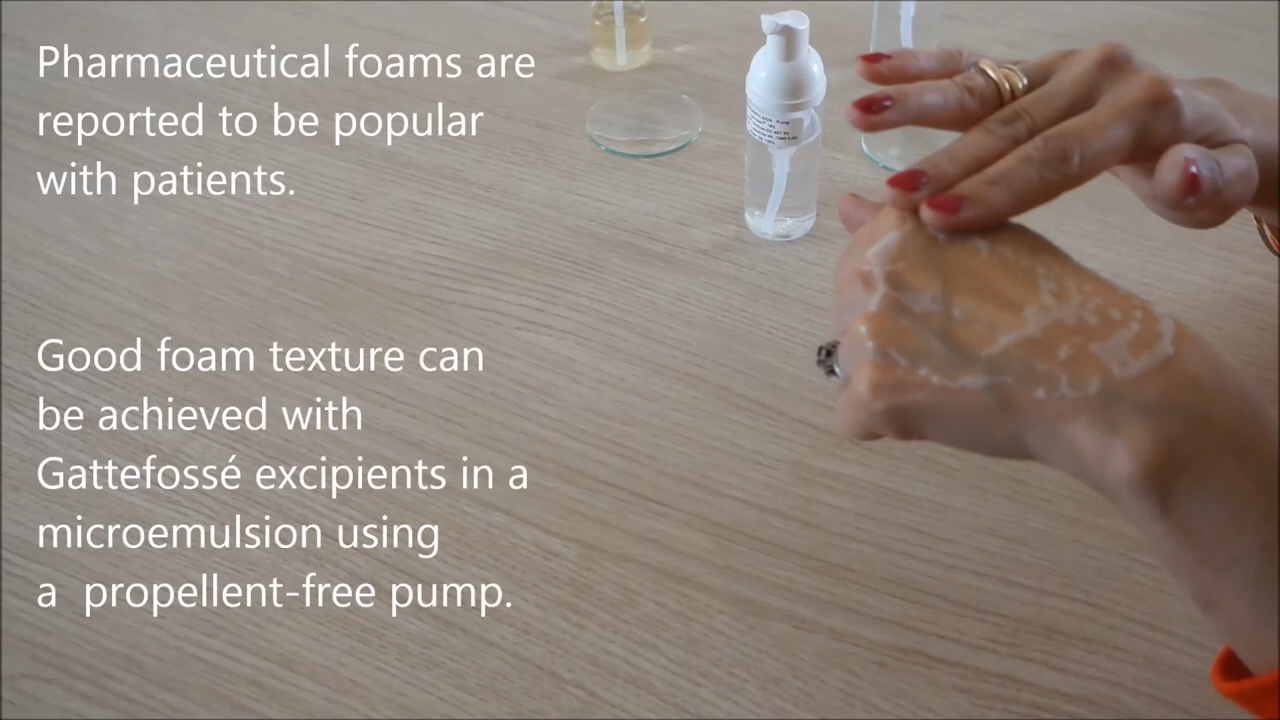 Pharmaceutical foams are
reported to be popular
with patients.
Good foam texture can
be achieved with
Gattefossé excipients in a
microemulsion using
a  propellent-free pump.